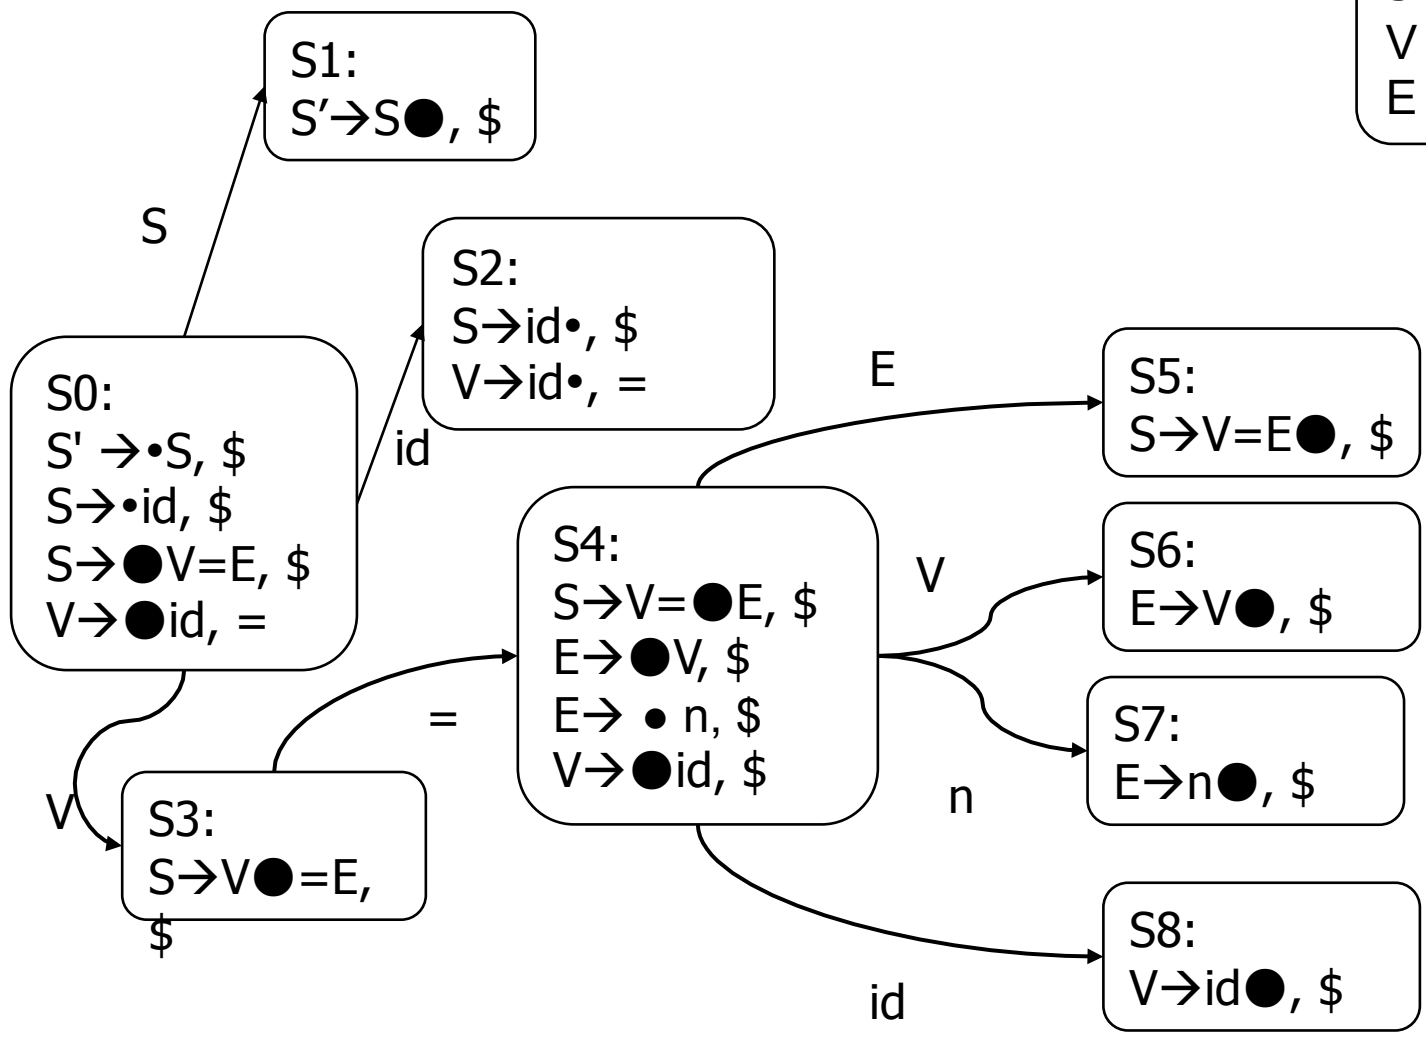 S1:
S′→S●, $
V
E
S
S2:
S→id•, $
V→id•, =
id
S0:
S' →•S, $
S→•id, $
S→●V=E, $
V→●id, =
E
S5:
S→V=E●, $
S4:
S→V=●E, $
E→●V, $
E→ • n, $
V→●id, $
V
S6:
E→V●, $
=
S7:
E→n●, $
n
V
S3:
S→V●=E,
$
S8:
V→id●, $
id